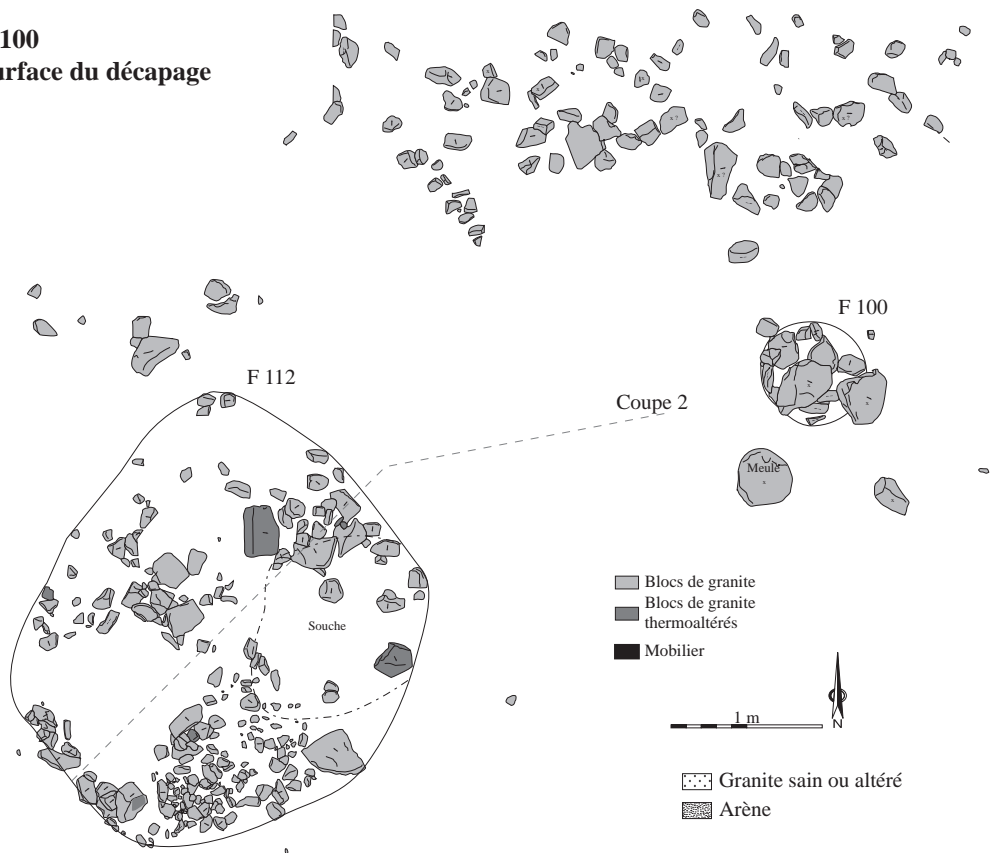 100
urface du décapage
F 100
F 112
Coupe 2
Meule
Souche
Blocs de granite
Blocs de granite
thermoaltérés
Mobilier
1 m
N
Granite sain ou altéré
Arène